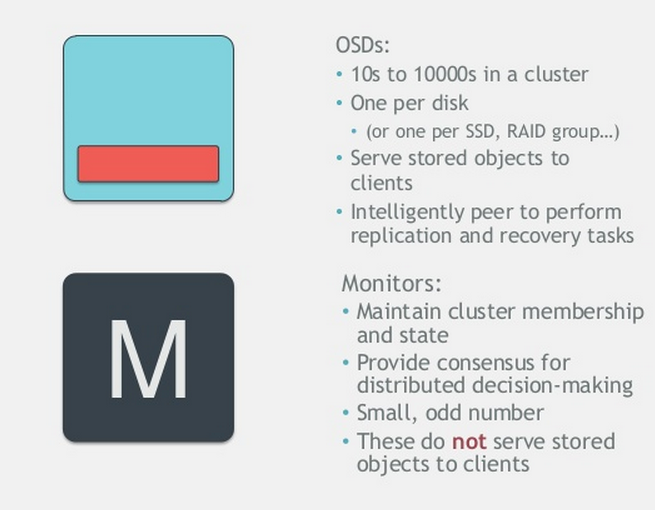 OSDs:
• 10s to 10000s in a cluster
• One per disk
• (or one per SSD, RAID group...)
• Serve stored objects to
clients
• Intelligently peer to perform
replication and recovery tasks
M
Monitors:
• Maintain cluster membership
and state
• Provide consensus for
distributed decision-making
• Small, odd number
• These do not serve stored
objects to clients